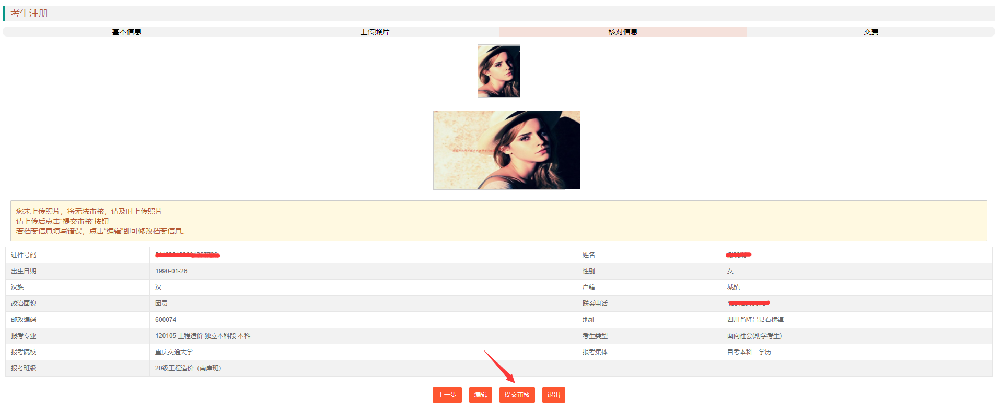 考生注册
基本信息 上传照片 核对信息 交费
您未上传照片，将无法审核，请及时上传照片
请上传后点击“提交审核”按钮
若档案信息填写错误，点击“编辑”即可修改档案信息。
证件号码 姓名
出生日期 1990-01-26 性别 女
汉族 汉 户籍 城镇
政治面貌 团员 联系电话
邮政编码 600074 地址 四川省隆昌县石桥镇
报考专业 120105 工程造价 独立本科段 本科 考生类型 面向社会(助学考生)
报考院校 重庆交通大学 报考集体 自考本科二学历
报考班级 20级工程造价（南岸班）
上一步 编辑 提交审核 退出